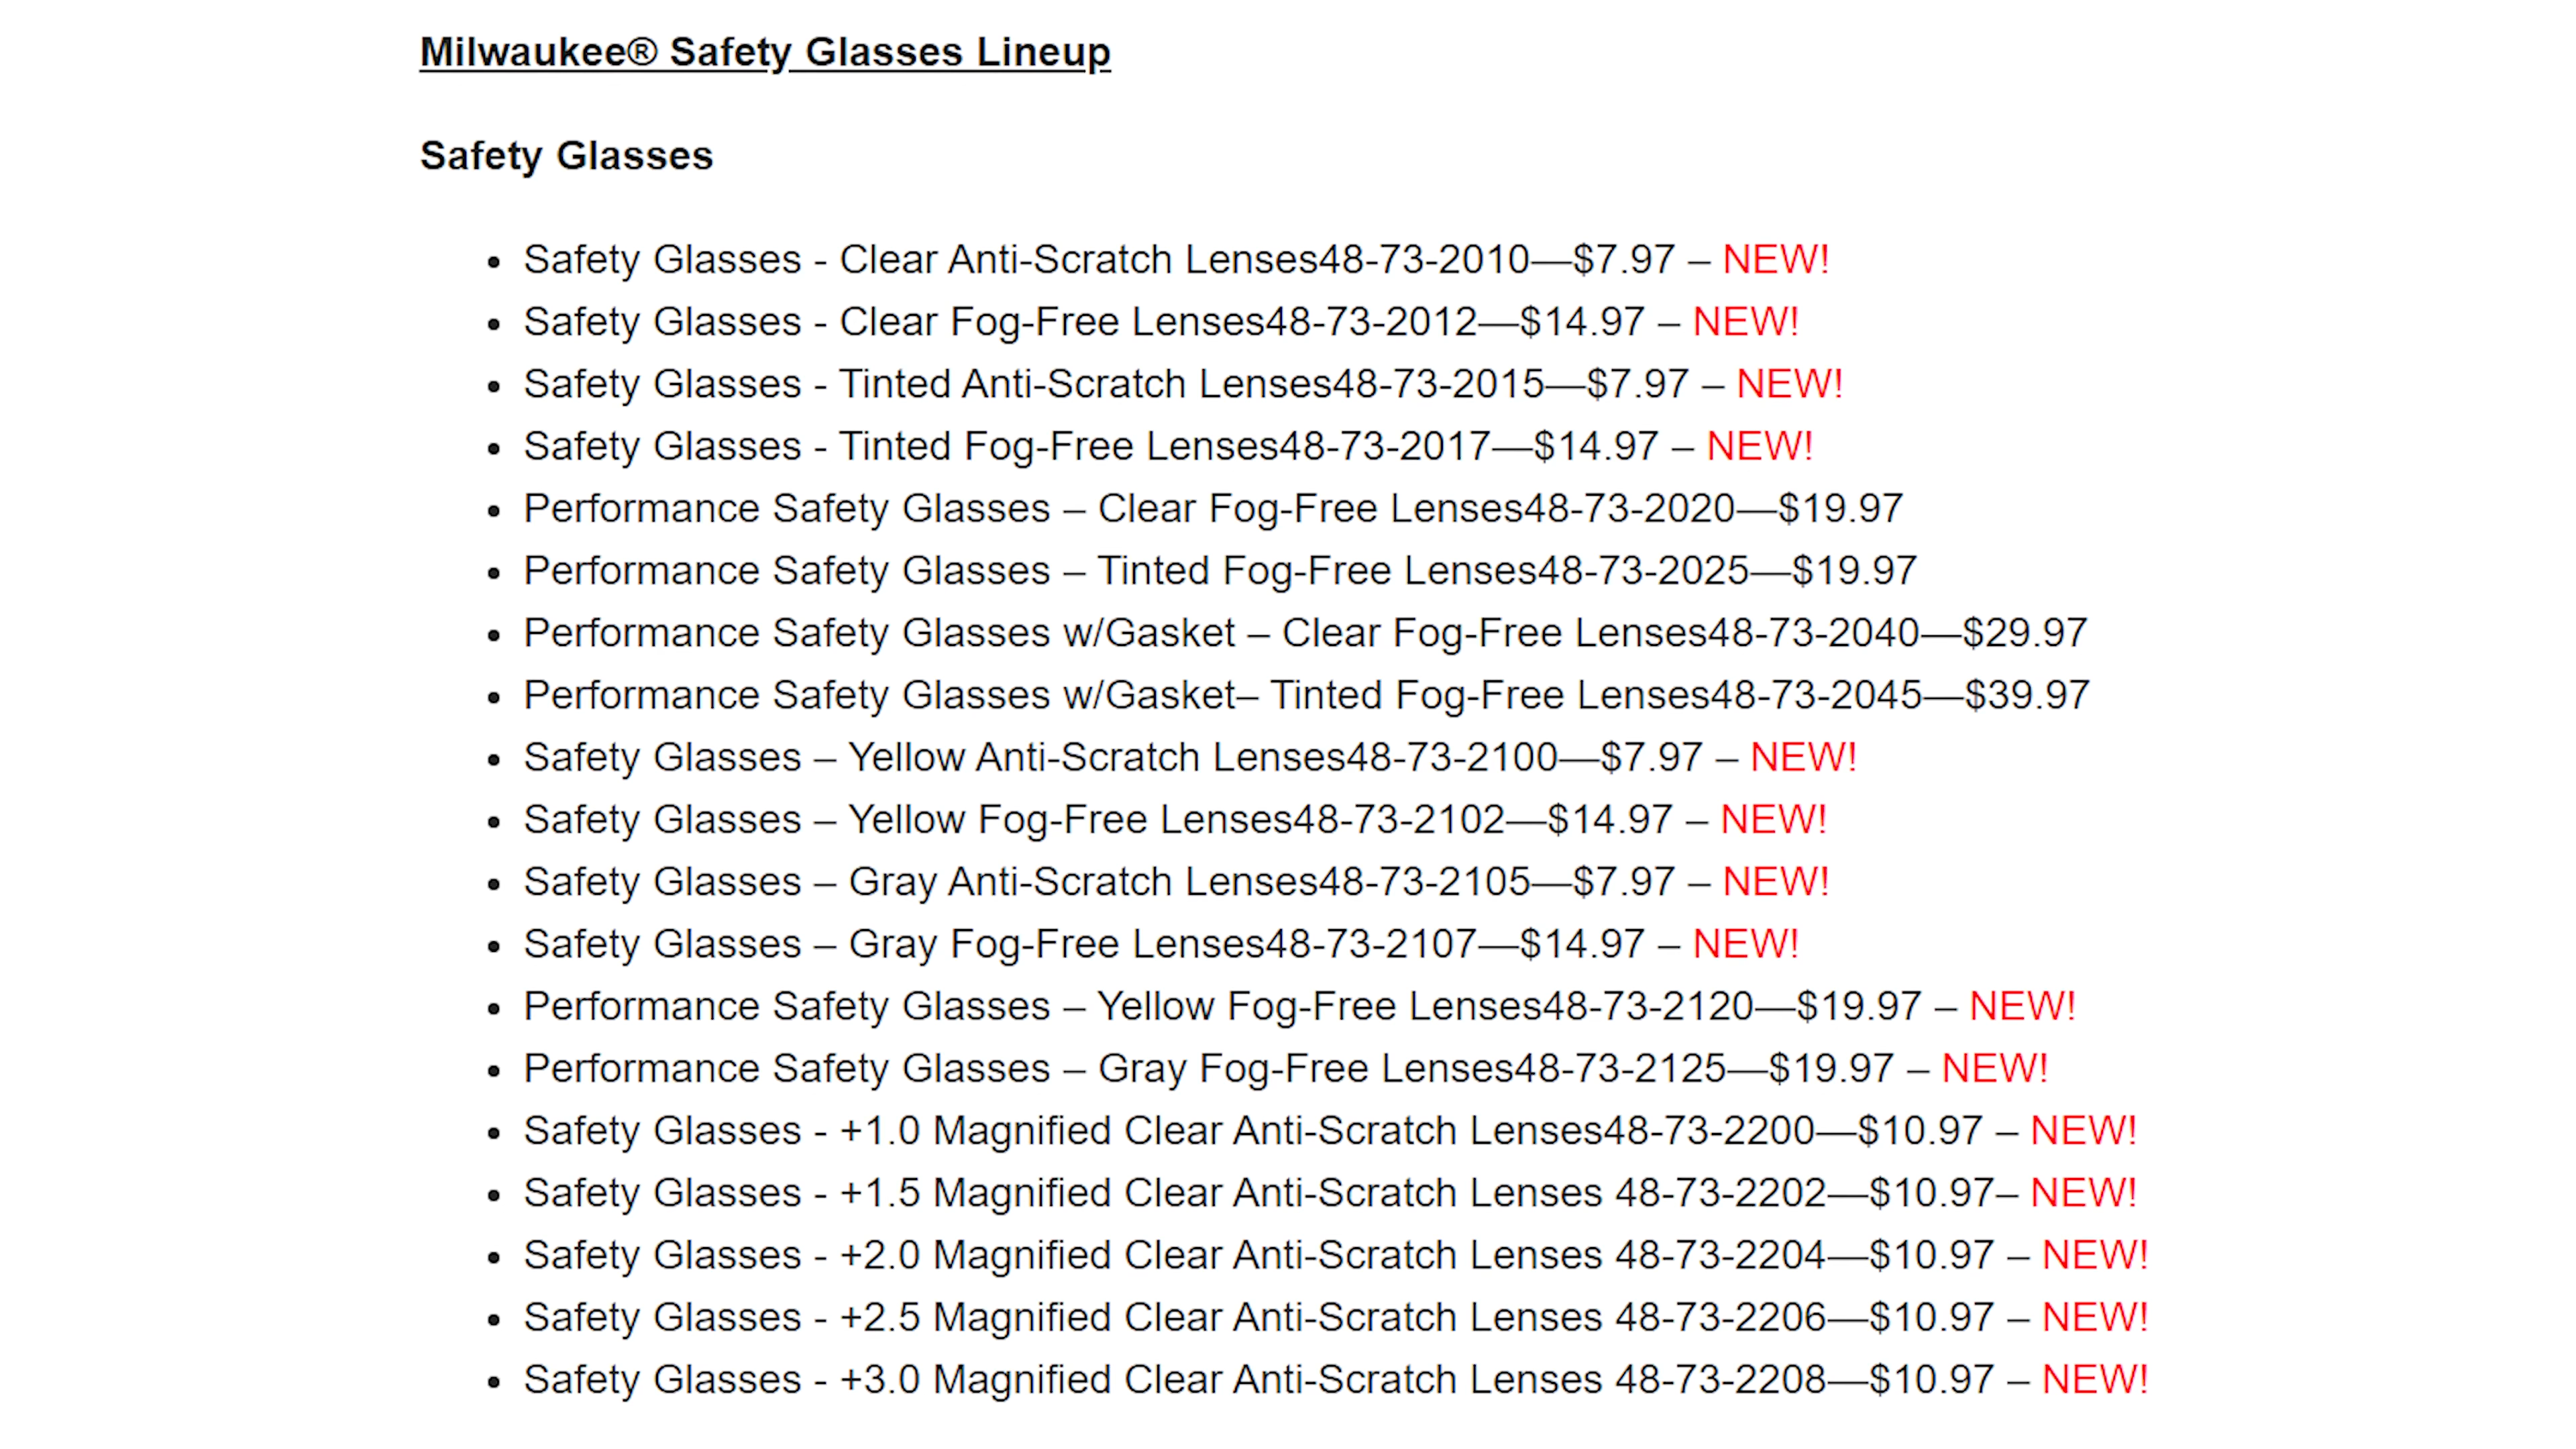 Milwaukee® Safety Glasses Lineup
Safety Glasses
• Safety Glasses - Clear Anti-Scratch Lenses48-73-2010—$7.97 – NEW!
• Safety Glasses - Clear Fog-Free Lenses48-73-2012—$14.97 – NEW!
• Safety Glasses - Tinted Anti-Scratch Lenses48-73-2015—$7.97 – NEW!
• Safety Glasses - Tinted Fog-Free Lenses48-73-2017—$14.97 – NEW!
• Performance Safety Glasses – Clear Fog-Free Lenses48-73-2020—$19.97
• Performance Safety Glasses – Tinted Fog-Free Lenses48-73-2025—$19.97
• Performance Safety Glasses w/Gasket – Clear Fog-Free Lenses48-73-2040—$29.97
• Performance Safety Glasses w/Gasket– Tinted Fog-Free Lenses48-73-2045—$39.97
• Safety Glasses – Yellow Anti-Scratch Lenses48-73-2100—$7.97 – NEW!
• Safety Glasses – Yellow Fog-Free Lenses48-73-2102—$14.97 – NEW!
• Safety Glasses – Gray Anti-Scratch Lenses48-73-2105—$7.97 – NEW!
• Safety Glasses – Gray Fog-Free Lenses48-73-2107—$14.97 – NEW!
• Performance Safety Glasses – Yellow Fog-Free Lenses48-73-2120—$19.97 – NEW!
• Performance Safety Glasses – Gray Fog-Free Lenses48-73-2125—$19.97 – NEW!
• Safety Glasses - +1.0 Magnified Clear Anti-Scratch Lenses48-73-2200—$10.97 – NEW!
• Safety Glasses - +1.5 Magnified Clear Anti-Scratch Lenses 48-73-2202—$10.97– NEW!
• Safety Glasses - +2.0 Magnified Clear Anti-Scratch Lenses 48-73-2204—$10.97 – NEW!
• Safety Glasses - +2.5 Magnified Clear Anti-Scratch Lenses 48-73-2206—$10.97 – NEW!
• Safety Glasses - +3.0 Magnified Clear Anti-Scratch Lenses 48-73-2208—$10.97 – NEW!